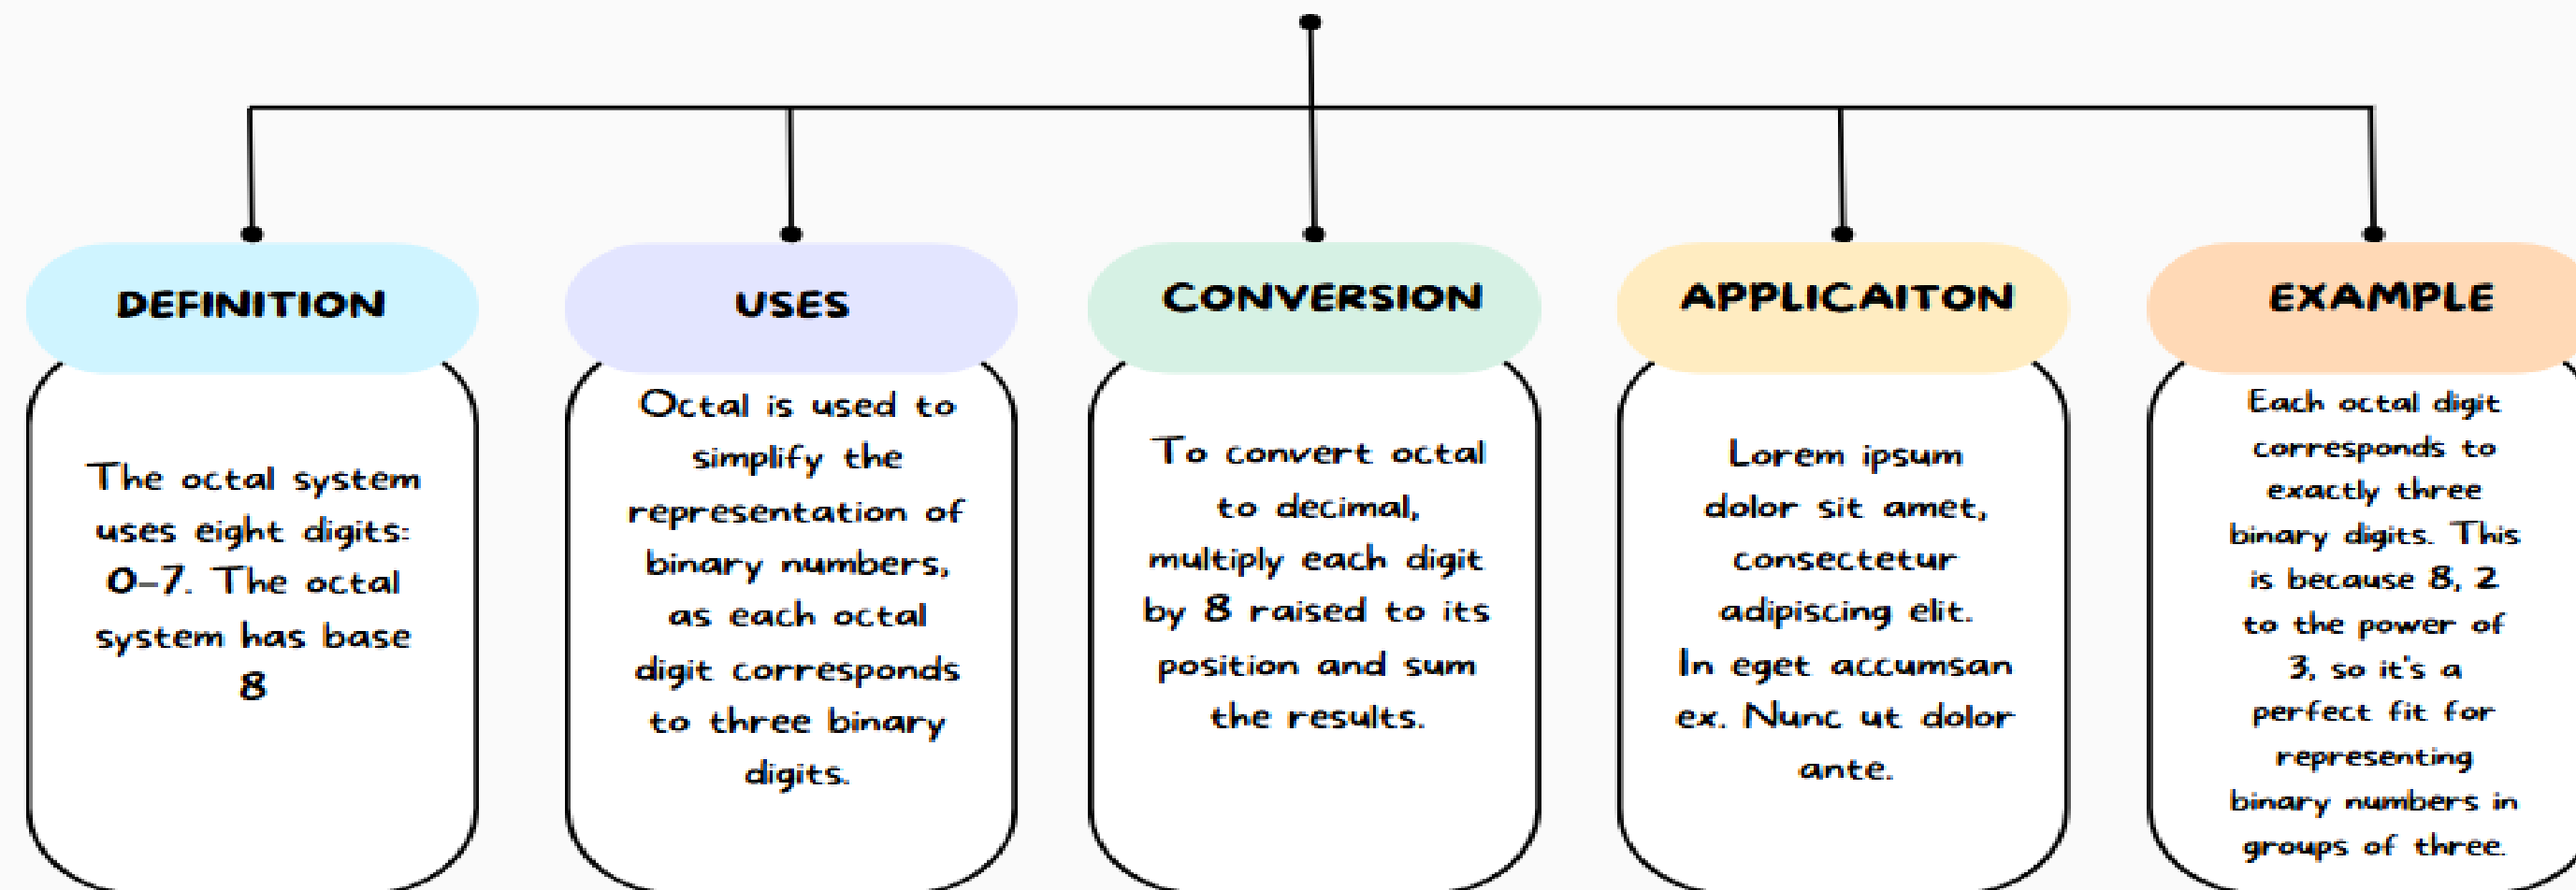 DEFINITION
The octal system
uses eight digits:
0-7. The octal
system has base
8
USES
Octal is used to
simplify the
representation of
binary numbers,
as each octal
digit corresponds
to three binary
digits.
CONVERSION
To convert octal
to decimal,
multiply each digit
by 8 raised to its
position and sum
the results.
APPLICAITON
Lorem ipsum
dolor sit amet,
consectetur
adipiscing elit.
In eget accumsan
ex. Nunc ut dolor
ante.
EXAMPLE
Each octal digit
corresponds to
exactly three
binary digits. This
is because 8, 2
to the power of
3, so it's a
perfect fit for
representing
binary numbers in
groups of three.